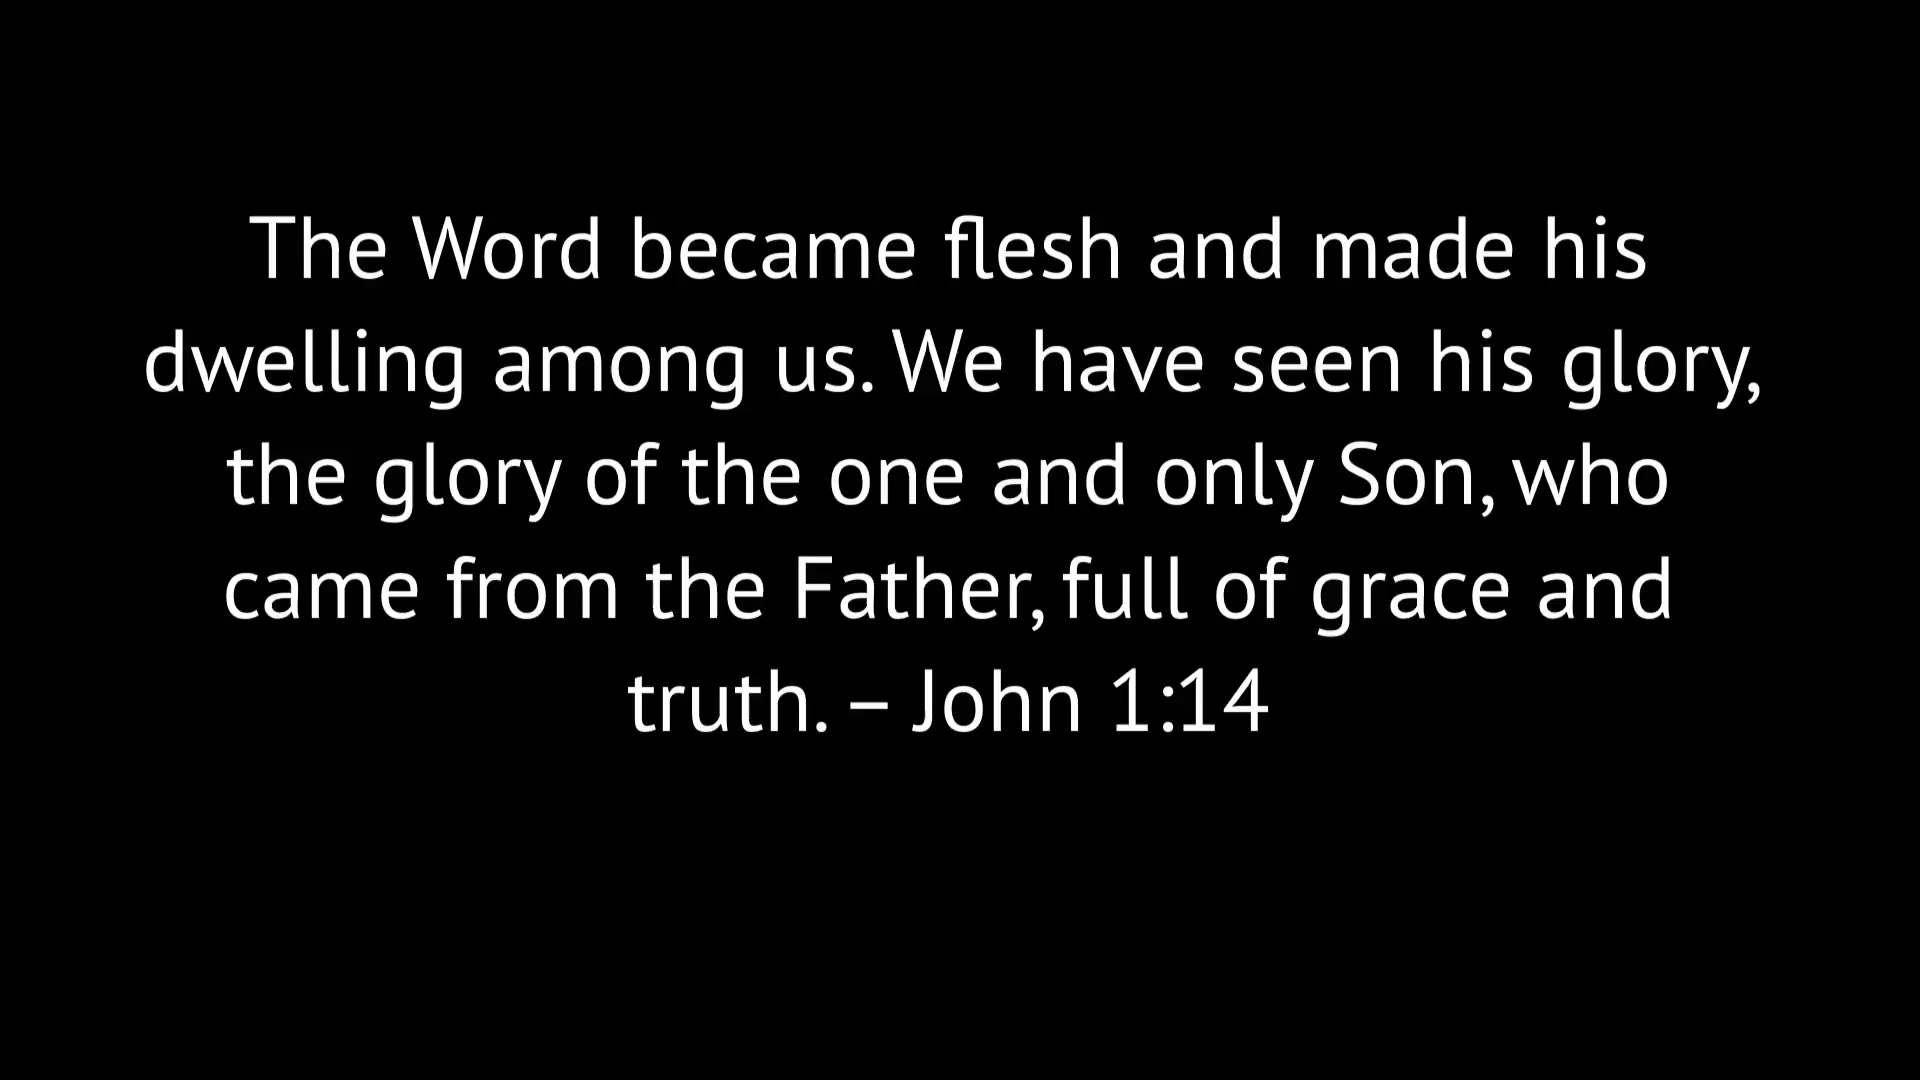 The Word became flesh and made his
dwelling among us. We have seen his glory,
the glory of the one and only Son, who
came from the Father, full of grace and
truth. – John 1:14